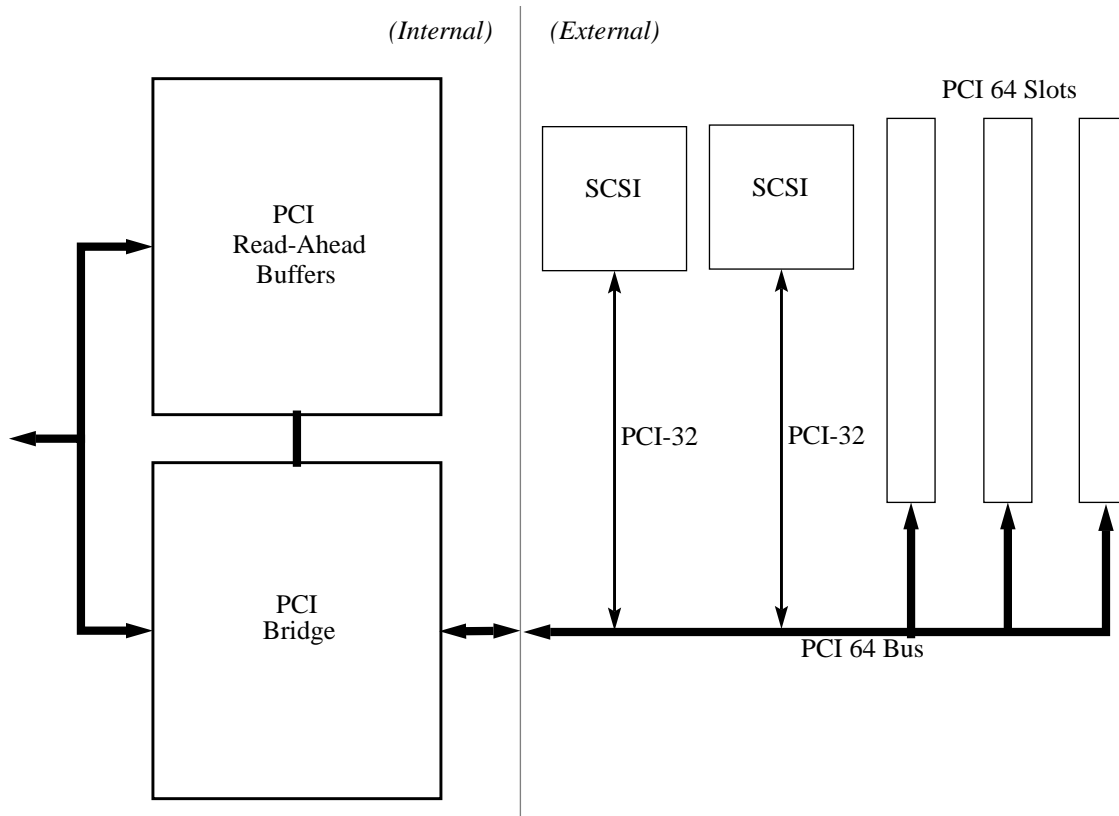 (Internal)
(External)
PCI
Read-Ahead
Buffers
PCI
Bridge
SCSI
SCSI
PCI 64 Slots
PCI-32
PCI-32
PCI 64 Bus